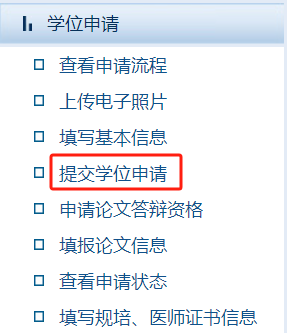 学位申请
查看申请流程
上传电子照片
填写基本信息
提交学位申请
申请论文答辩资格
填报论文信息
查看申请状态
填写规培、医师证书信息